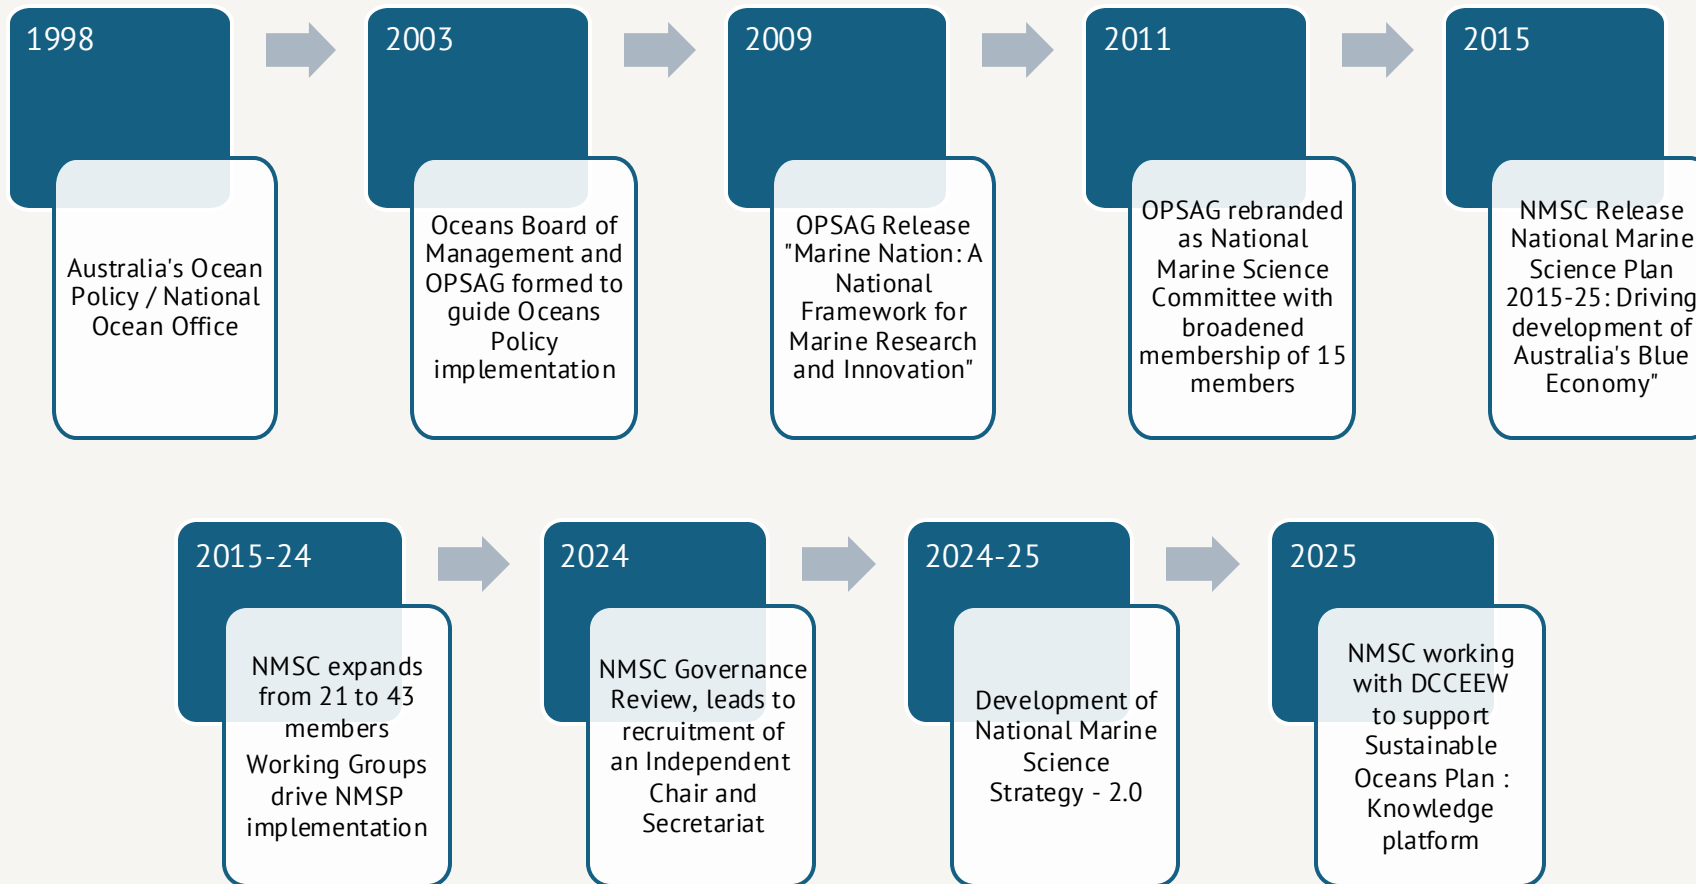 1998
Australia's Ocean
Policy / National
Ocean Office
2003
Oceans Board of
Management and
OPSAG formed to
guide Oceans
Policy
implementation
2009
OPSAG Release
"Marine Nation: A
National
Framework for
Marine Research
and Innovation"
2011
OPSAG rebranded
as National
Marine Science
Committee with
broadened
membership of 15
members
2015
NMSC Release
National Marine
Science Plan
2015-25: Driving
development of
Australia's Blue
Economy"
2015-24
NMSC expands
from 21 to 43
members
Working Groups
drive NMSP
implementation
2024
NMSC Governance
Review, leads to
recruitment of
an Independent
Chair and
Secretariat
2024-25
Development of
National Marine
Science
Strategy - 2.0
2025
NMSC working
with DCCEEW
to support
Sustainable
Oceans Plan :
Knowledge
platform